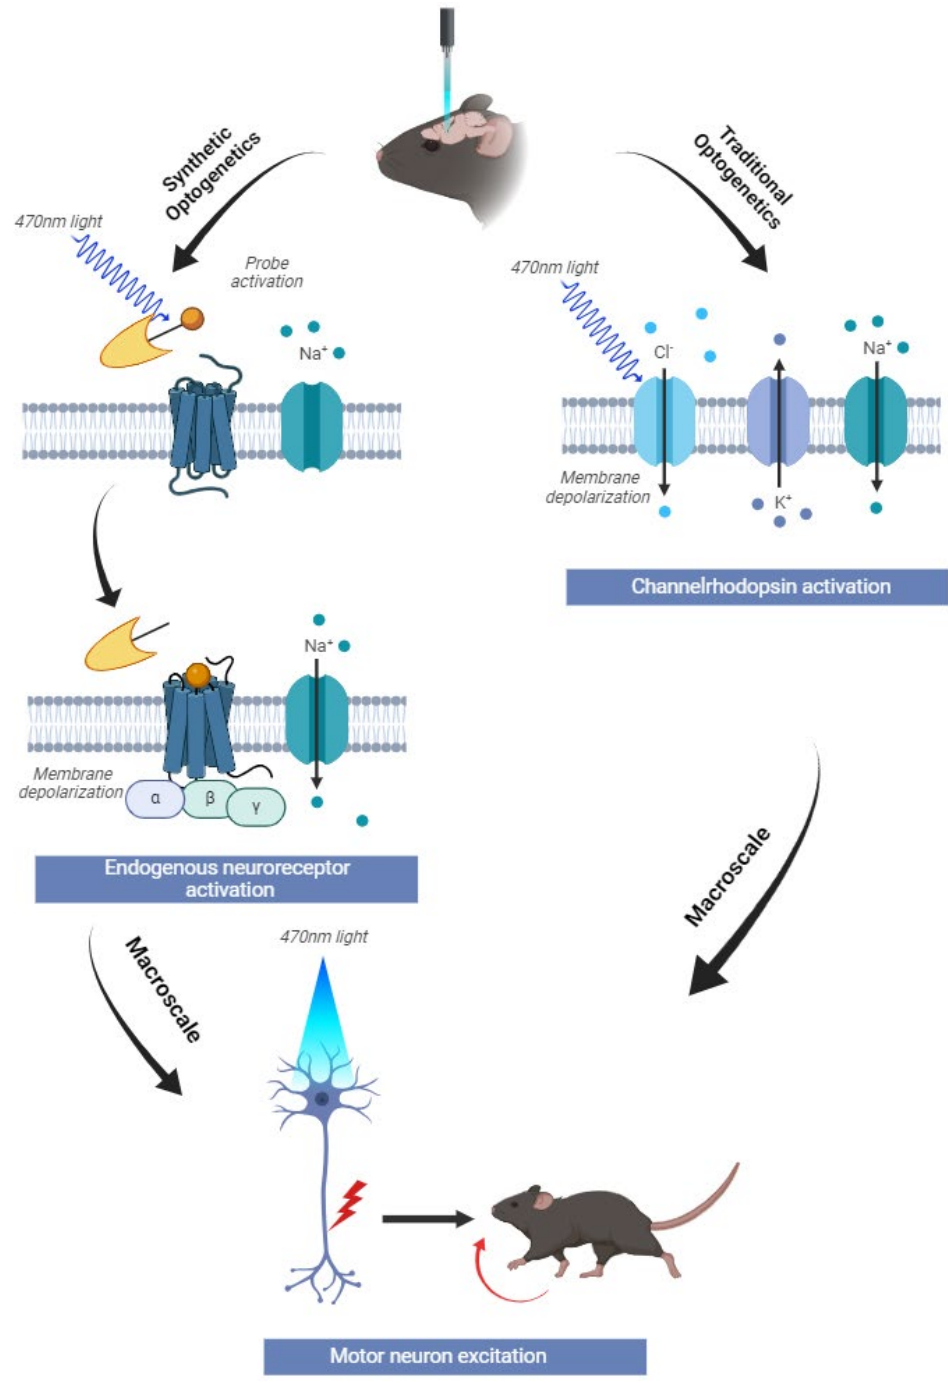 Synthetic
Optogenetics
Traditional
Optogenetics
470nm light
Probe
activation
Na⁺
470nm light
Cl⁻
Na⁺
Membrane
depolarization
K⁺
Channelrhodopsin activation
Na⁺
Membrane
depolarization
α
β
γ
Endogenous neuroreceptor
activation
Macroscale
Macroscale
470nm light
Motor neuron excitation